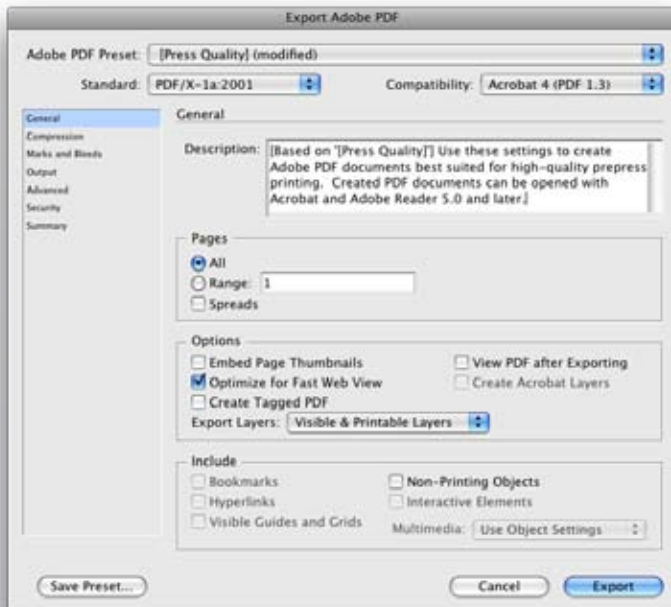 Export Adobe PDF
Adobe PDF Preset: [Press Quality] (modified)
Standard: PDF/X-1a:2001 Compatibility: Acrobat 4 (PDF 1.3)
General
Compression
Marks and Bleeds
Output
Advanced
Security
Summary
General
Description: [Based on '[Press Quality]'] Use these settings to create
Adobe PDF documents best suited for high-quality prepress
printing. Created PDF documents can be opened with
Acrobat and Adobe Reader 5.0 and later.
Pages
All
Range: 1
Spreads
Options
Embed Page Thumbnails View PDF after Exporting
Optimize for Fast Web View Create Acrobat Layers
Create Tagged PDF
Export Layers: Visible & Printable Layers
Include
Bookmarks Non-Printing Objects
Hyperlinks Interactive Elements
Visible Guides and Grids Multimedia: Use Object Settings
Save Preset... Cancel Export